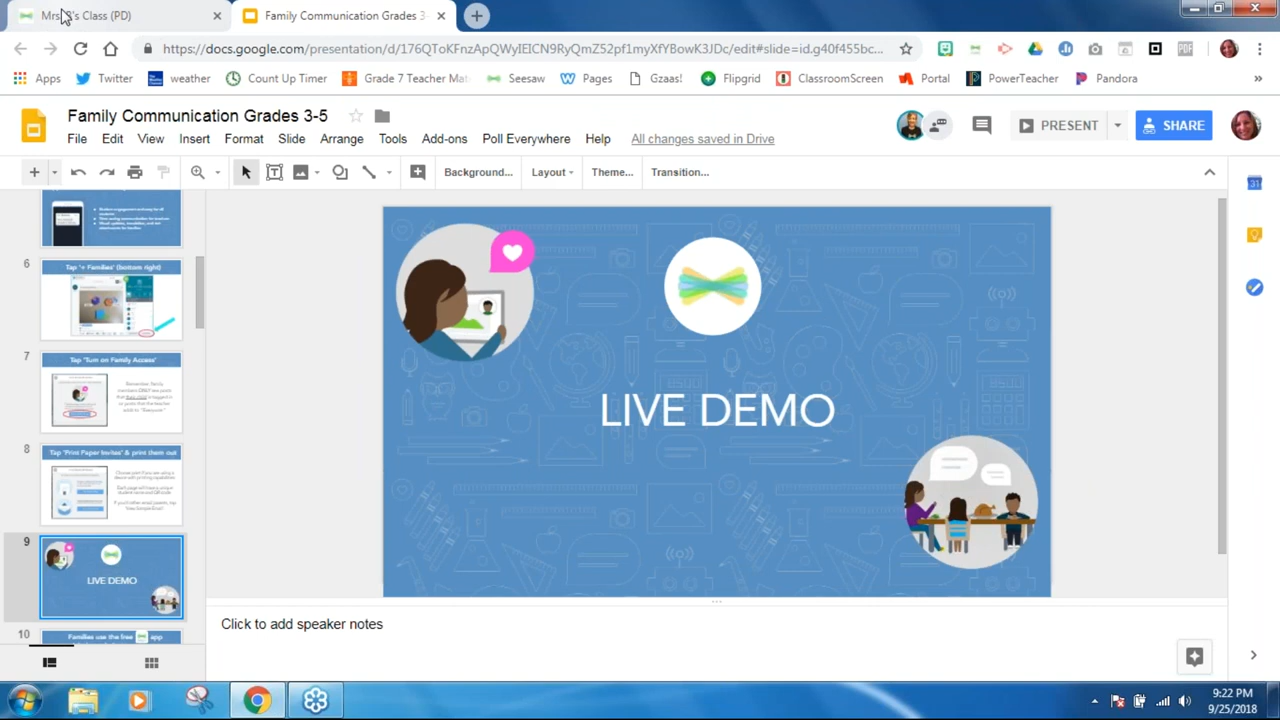 Mrs. 's Class (PD)
Family Communication Grades 3-
https://docs.google.com/presentation/d/176QToKFnzApQWyIEICN9RyQmZ52pf1myXfYBowK3JDc/edit#slide=id.g40f455bc...
Apps Twitter weather Count Up Timer Grade 7 Teacher Mat Seesaw Pages Gzaas! Flipgrid ClassroomScreen Portal PowerTeacher Pandora »
Family Communication Grades 3-5
PRESENT
SHARE
File Edit View Insert Format Slide Arrange Tools Add-ons Poll Everywhere Help All changes saved in Drive
Background... Layout Theme... Transition...
6
Tap '+ Families' (bottom right)
7
Tap "Turn on Family Access"
8
Tap "Print Paper Invites" & print them out
9
LIVE DEMO
10
Families use the free app
LIVE DEMO
Click to add speaker notes
9:22 PM
9/25/2018